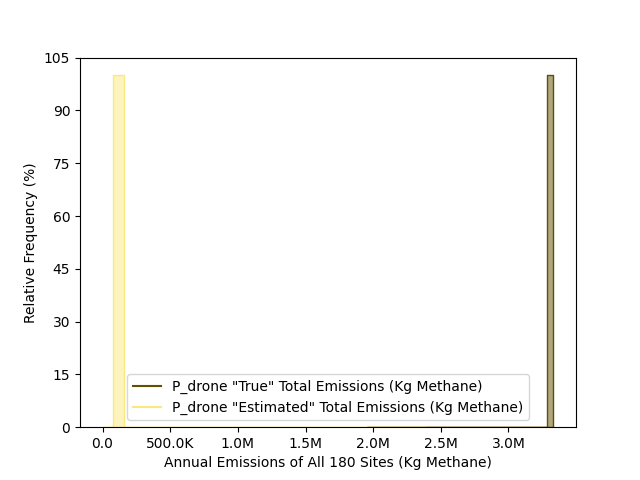 105
90
75
60
45
30
15
0
Relative Frequency (%)
P_drone "True" Total Emissions (Kg Methane)
P_drone "Estimated" Total Emissions (Kg Methane)
0.0 500.0K 1.0M 1.5M 2.0M 2.5M 3.0M
Annual Emissions of All 180 Sites (Kg Methane)